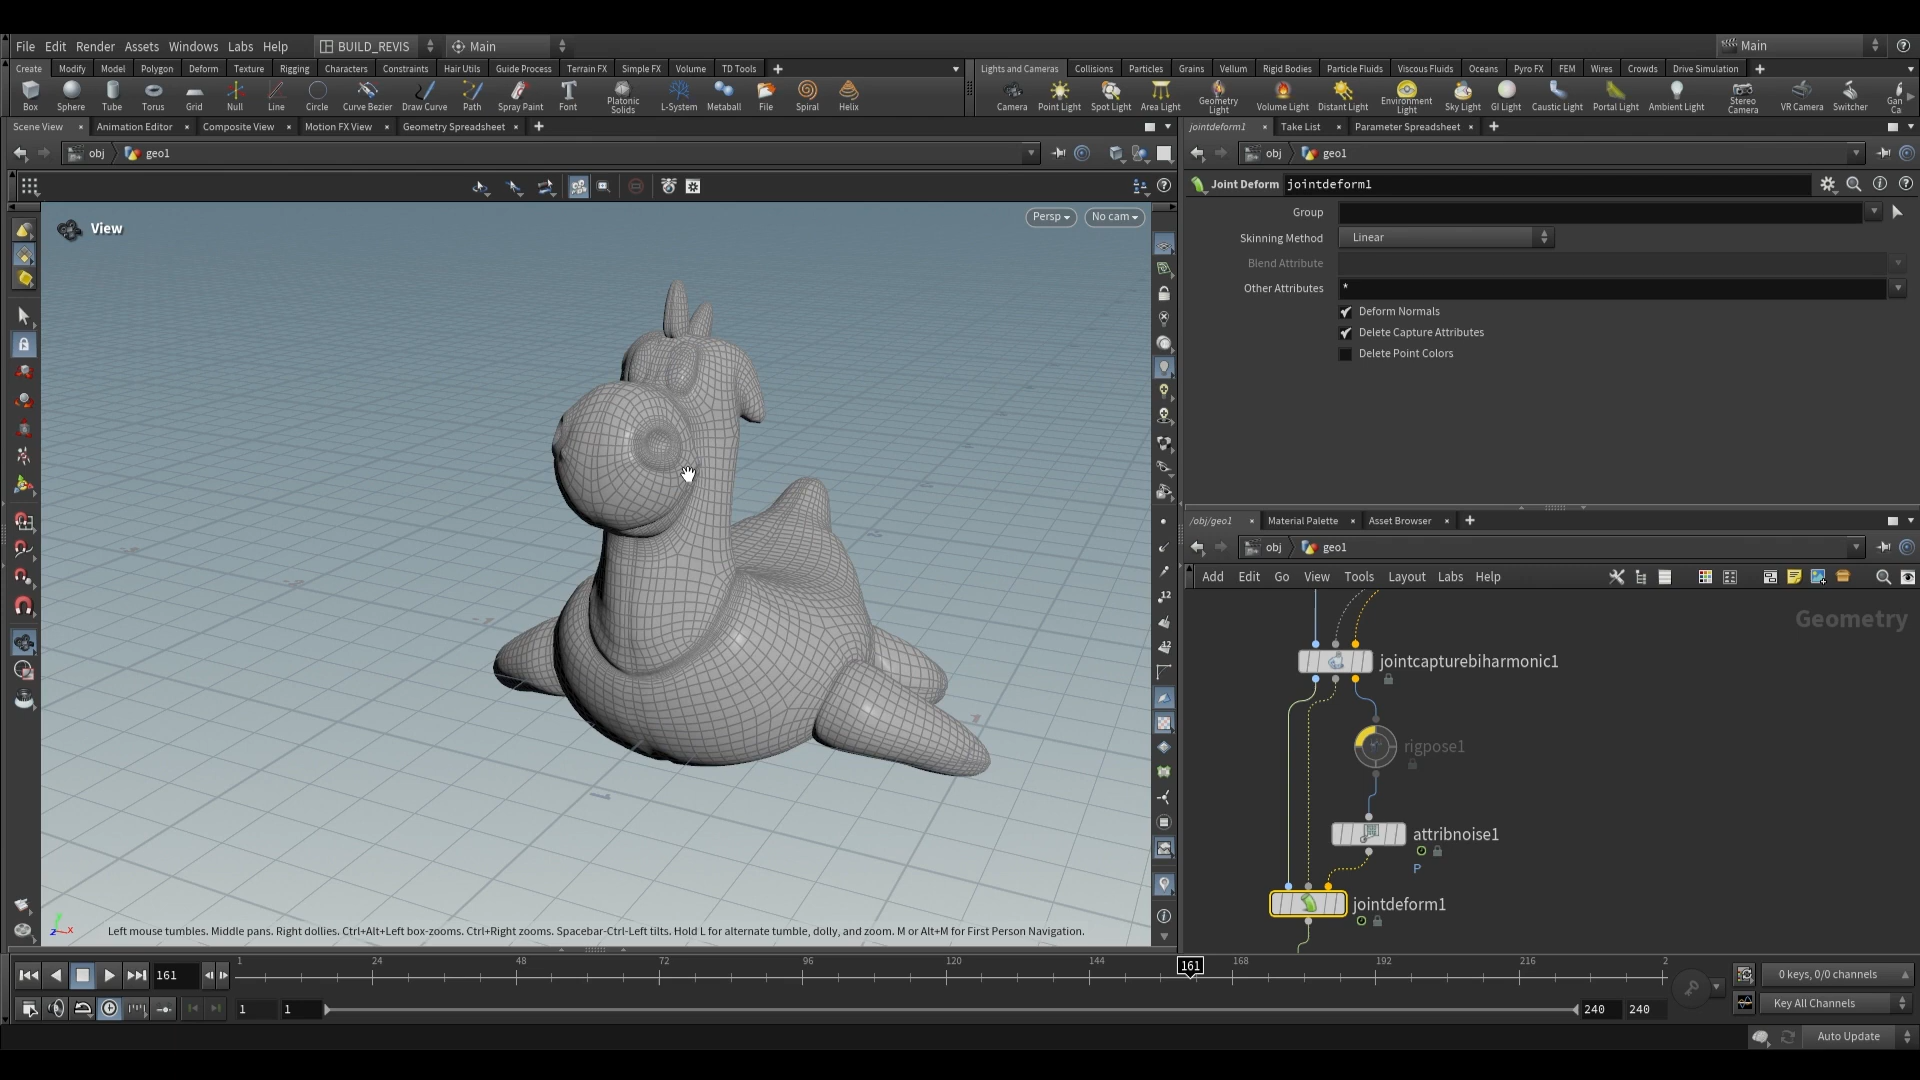 File Edit Render Assets Windows Labs Help BUILD_REVIS Main Main
Create Modify Model Polygon Deform Texture Rigging Characters Constraints Hair Utils Guide Process Terrain FX Simple FX Volume TD Tools
Lights and Cameras Collisions Particles Grains Vellum Rigid Bodies Particle Fluids Viscous Fluids Oceans Pyro FX FEM Wires Crowds Drive Simulation
Box Sphere Tube Torus Grid Null Line Circle Curve Bezier Draw Curve Path Spray Paint Font Platonic Solids L-System Metaball File Spiral Helix
Camera Point Light Spot Light Area Light Geometry Light Volume Light Distant Light Environment Light Sky Light GI Light Caustic Light Portal Light Ambient Light Stereo Camera VR Camera Switcher Gan Ca
Scene View Animation Editor Composite View Motion FX View Geometry Spreadsheet
jointdeform1 Take List Parameter Spreadsheet
obj geo1
obj geo1
Joint Deform jointdeform1
Group
Skinning Method Linear
Blend Attribute
Other Attributes *
Deform Normals
Delete Capture Attributes
Delete Point Colors
View
Persp No cam
Left mouse tumbles. Middle pans. Right dollies. Ctrl+Alt+Left box-zooms. Ctrl+Right zooms. Spacebar-Ctrl-Left tilts. Hold L for alternate tumble, dolly, and zoom. M or Alt+M for First Person Navigation.
/obj/geo1 Material Palette Asset Browser
obj geo1
Add Edit Go View Tools Layout Labs Help
Geometry
jointcapturebiharmonic1
rigpose1
attribnoise1
P
jointdeform1
161 1 24 48 72 96 120 144 161 168 192 216 2
0 keys, 0/0 channels
1 1 240 240
Key All Channels
Auto Update